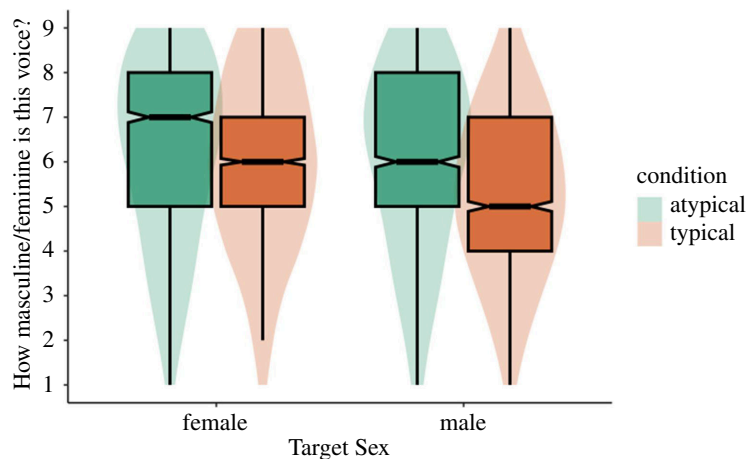 How masculine/feminine is this voice?
9
8
7
6
5
4
3
2
1
female
male
Target Sex
condition
atypical
typical